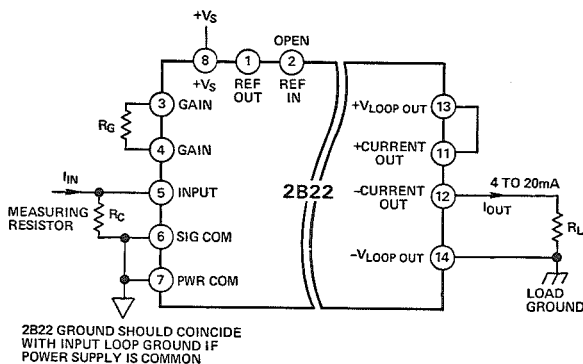 +VS
OPEN
8
1
2
+VS
REF OUT
REF IN
3
GAIN
RG
4
GAIN
IIN
5
INPUT
MEASURING RESISTOR
RC
6
SIG COM
7
PWR COM
2B22
+VLOOP OUT
13
+CURRENT OUT
11
-CURRENT OUT
12
4 TO 20mA
IOUT
RL
-VLOOP OUT
14
LOAD GROUND
2B22 GROUND SHOULD COINCIDE
WITH INPUT LOOP GROUND IF
POWER SUPPLY IS COMMON